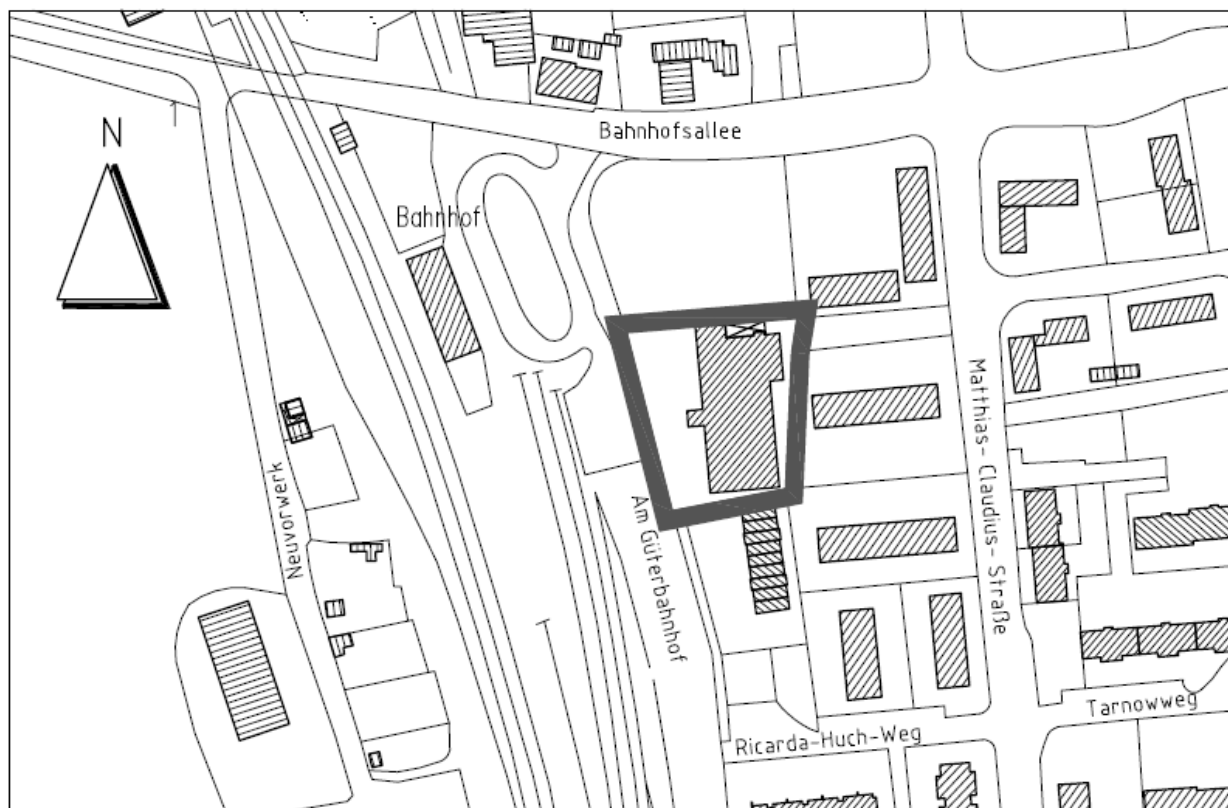 Bahnhofsallee
N
Bahnhof
Matthias-Claudius-Straße
Neuvorwerk
Am Güterbahnhof
Tarnowweg
Ricarda-Huch-Weg